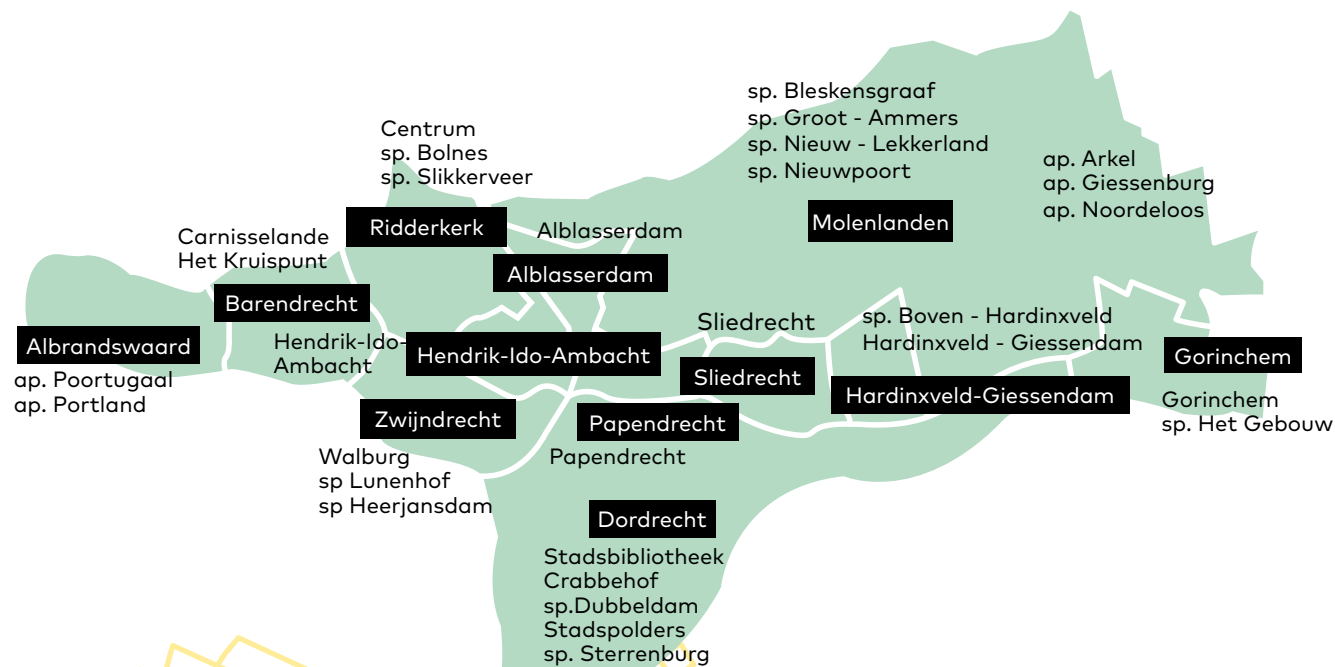 sp. Bleskensgraaf
sp. Groot - Ammers
sp. Nieuw - Lekkerland
sp. Nieuwpoort
Molenlanden
ap. Arkel
ap. Giessenburg
ap. Noordeloos
Centrum
sp. Bolnes
sp. Slikkerveer
Ridderkerk
Alblasserdam
Alblasserdam
Carnisselande
Het Kruispunt
Barendrecht
Albrandswaard
ap. Poortugaal
ap. Portland
Hendrik-Ido-
Ambacht
Hendrik-Ido-Ambacht
Sliedrecht
Sliedrecht
sp. Boven - Hardinxveld
Hardinxveld - Giessendam
Hardinxveld-Giessendam
Gorinchem
Gorinchem
sp. Het Gebouw
Zwijndrecht
Walburg
sp Lunenhof
sp Heerjansdam
Papendrecht
Papendrecht
Dordrecht
Stadsbibliotheek
Crabbehof
sp.Dubbeldam
Stadspolders
sp. Sterrenburg